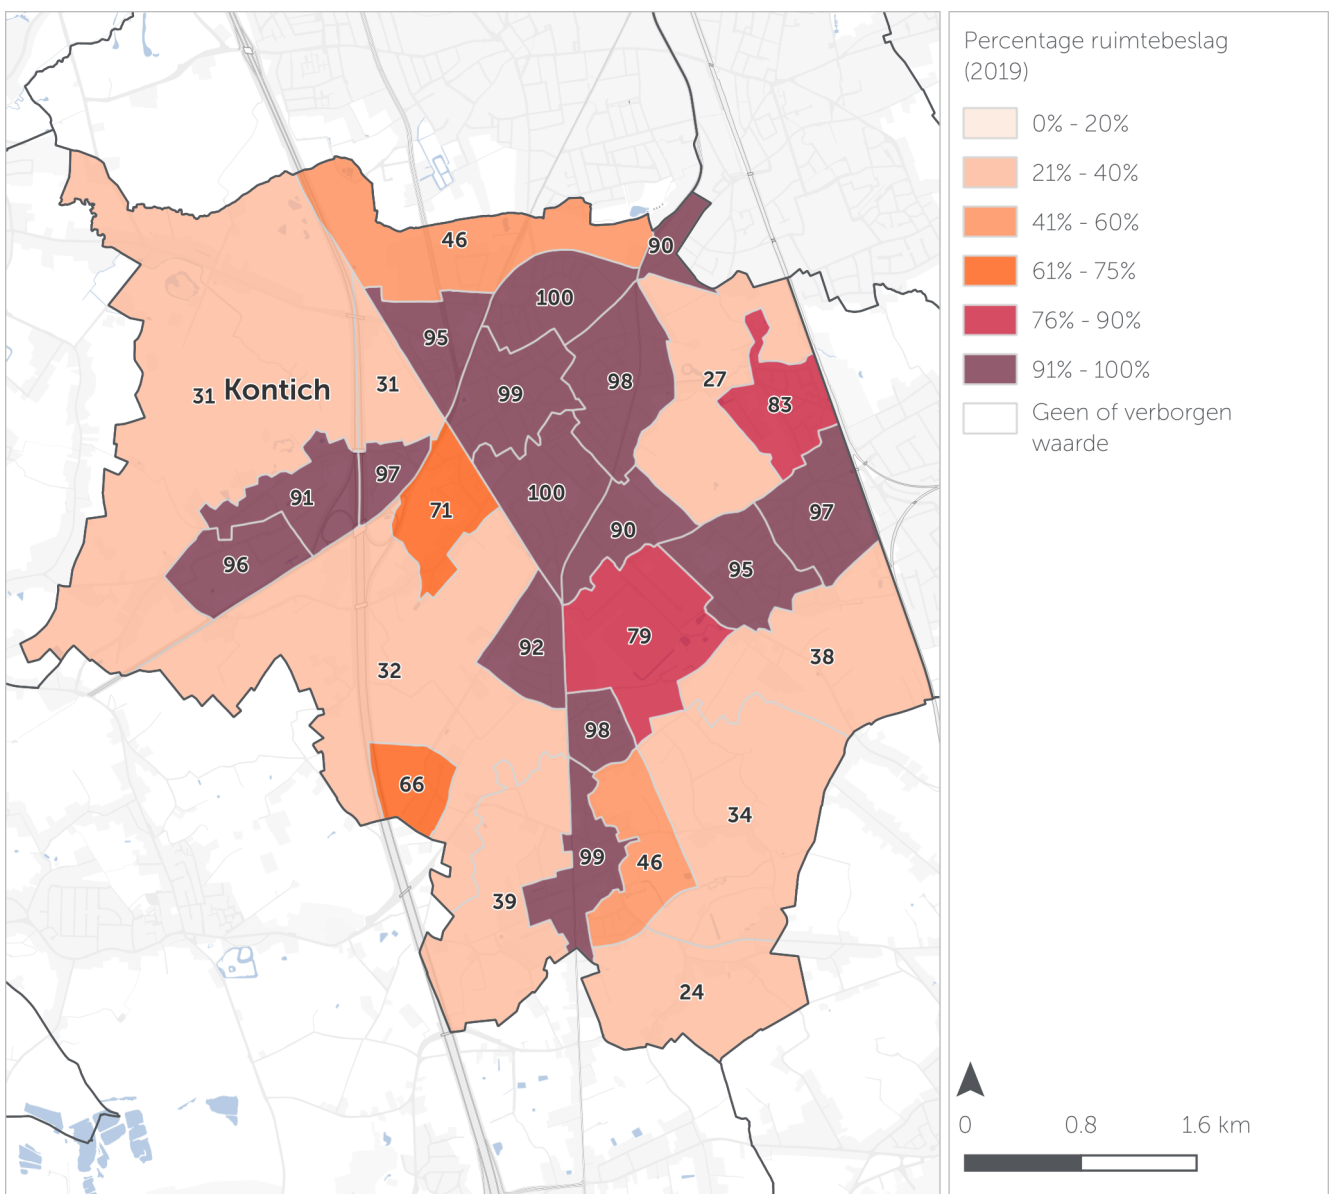 46
90
100
95
31 Kontich
31
99
98
27
83
91
97
71
100
90
97
96
95
92
79
38
32
98
66
34
99
46
39
24
Percentage ruimtebeslag
(2019)
0% - 20%
21% - 40%
41% - 60%
61% - 75%
76% - 90%
91% - 100%
Geen of verborgen
waarde
0 0.8 1.6 km